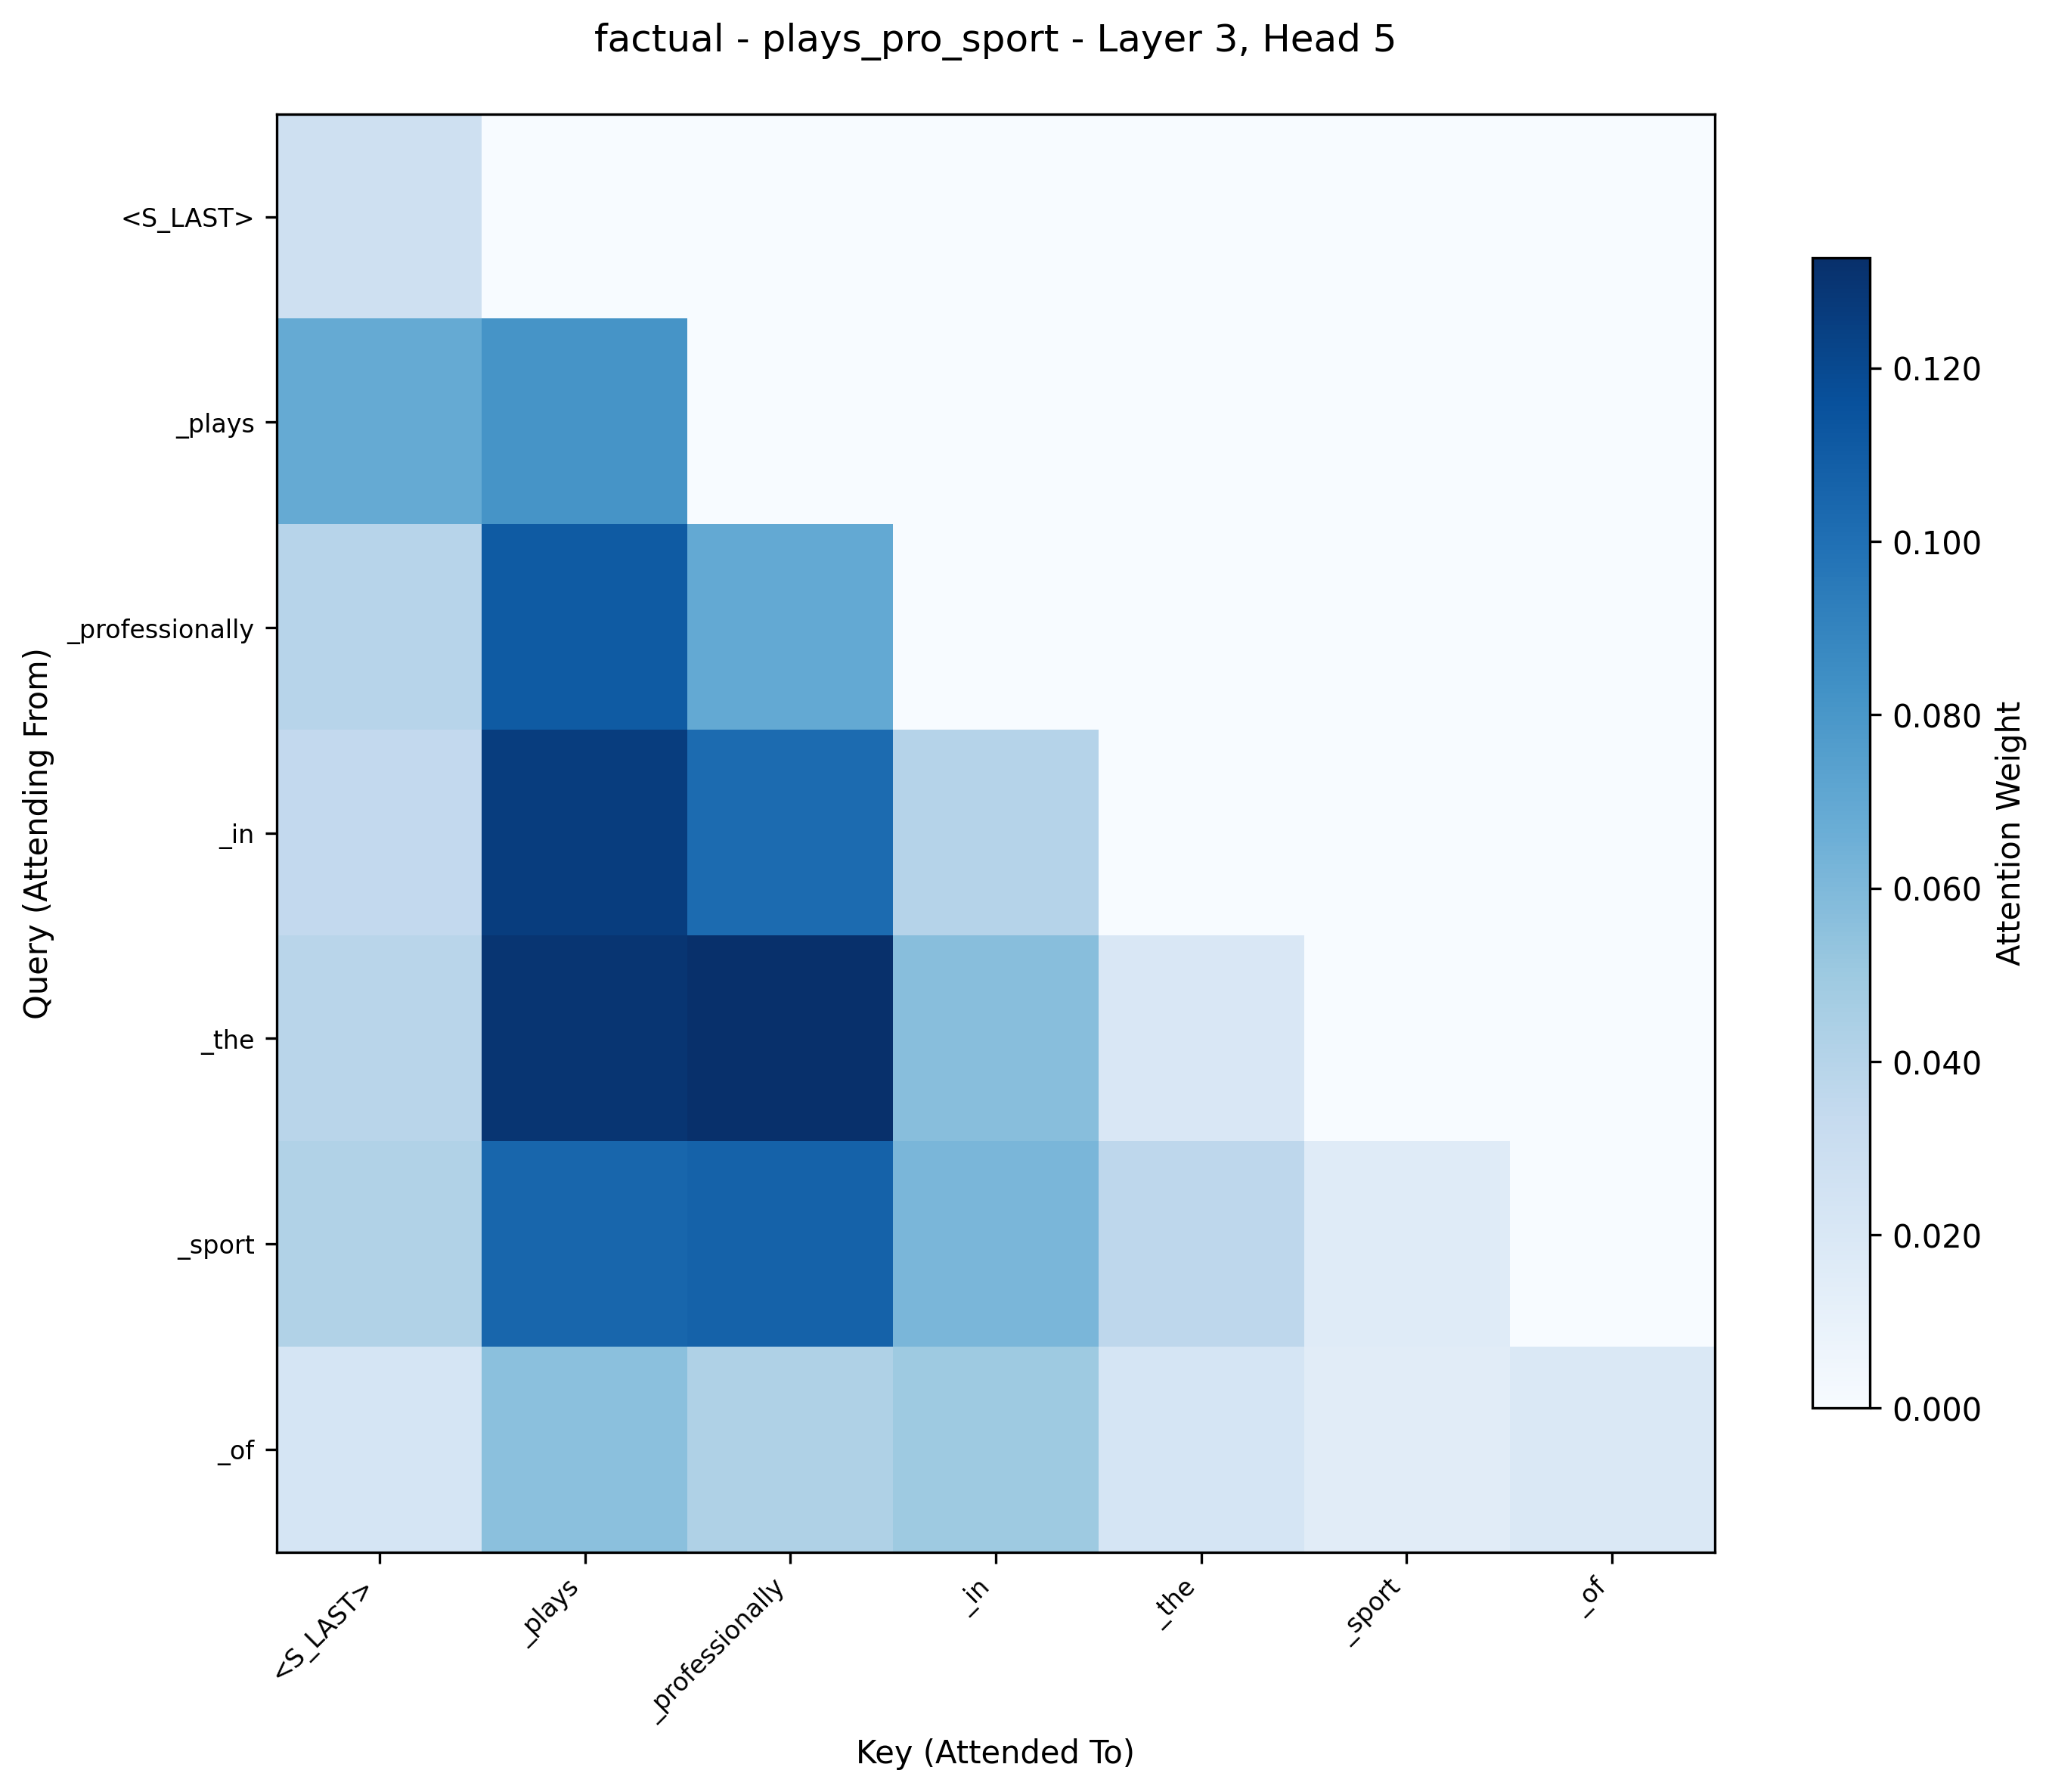 factual - plays_pro_sport - Layer 3, Head 5
Query (Attending From)
<S_LAST>
_plays
_professionally
_in
_the
_sport
_of
<S_LAST>
_plays
_professionally
_in
_the
_sport
_of
Key (Attended To)
0.120
0.100
0.080
0.060
0.040
0.020
0.000
Attention Weight